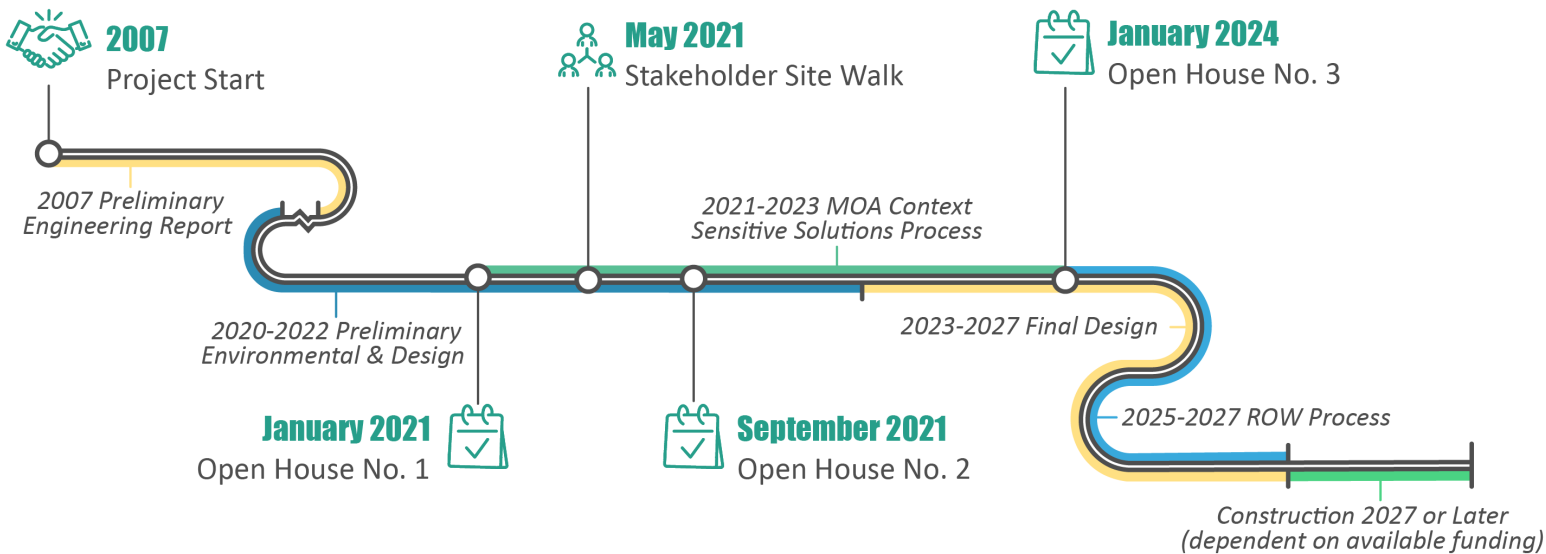 2007
Project Start
May 2021
Stakeholder Site Walk
January 2024
Open House No. 3
2007 Preliminary
Engineering Report
2021-2023 MOA Context
Sensitive Solutions Process
2020-2022 Preliminary
Environmental & Design
2023-2027 Final Design
January 2021
Open House No. 1
September 2021
Open House No. 2
2025-2027 ROW Process
Construction 2027 or Later
(dependent on available funding)